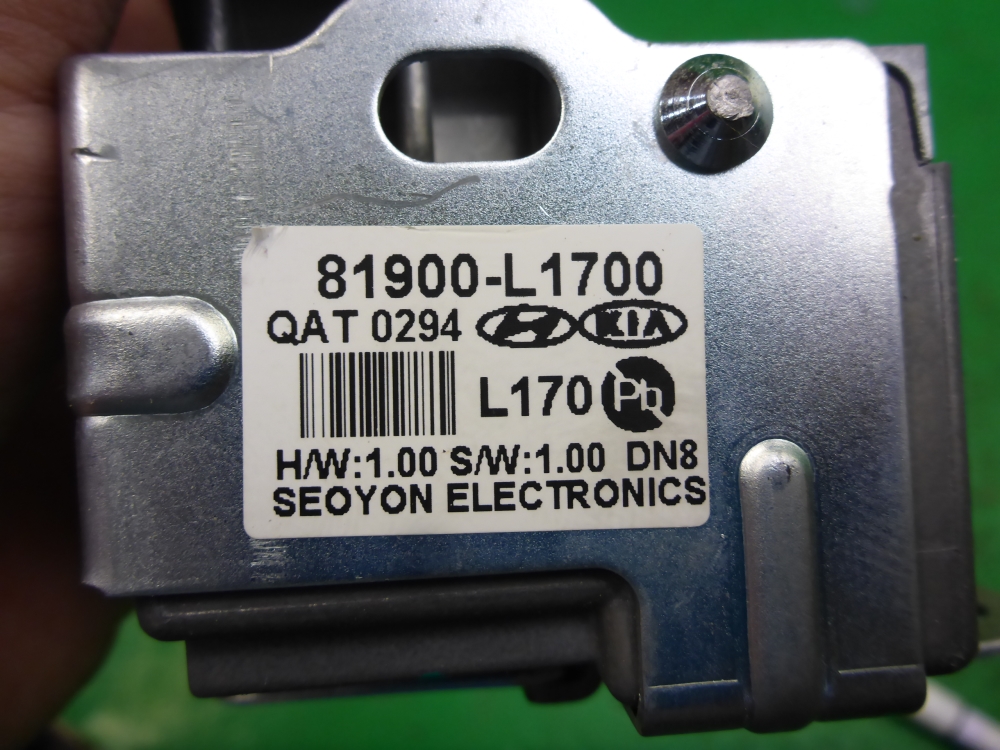 81900-L1700
QAT 0294 KIA
L170 Pb
H/W:1.00 S/W:1.00 DN8
SEOYON ELECTRONICS